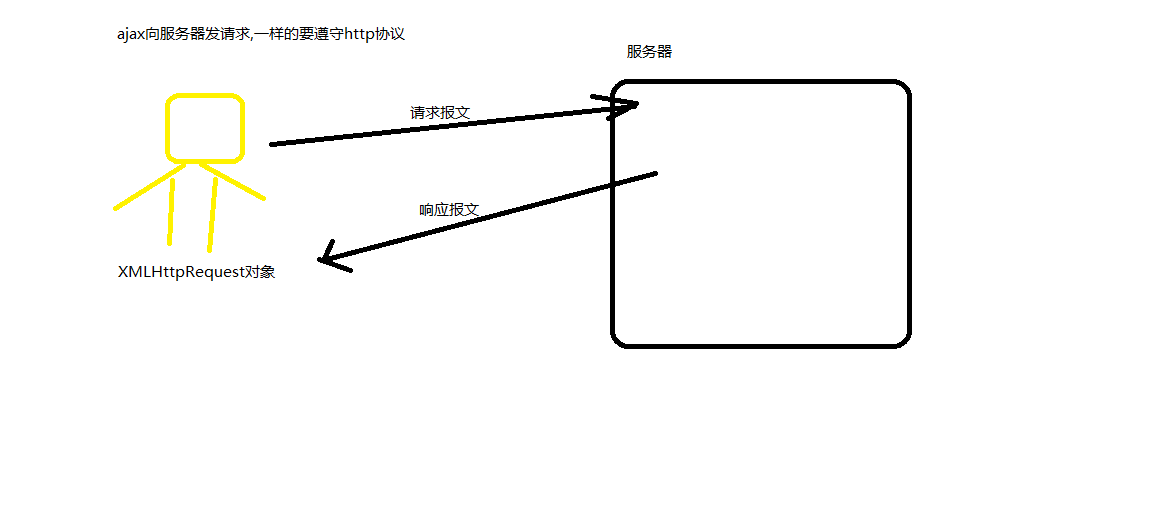 ajax向服务器发请求,一样的要遵守http协议
服务器
请求报文
响应报文
XMLHttpRequest对象